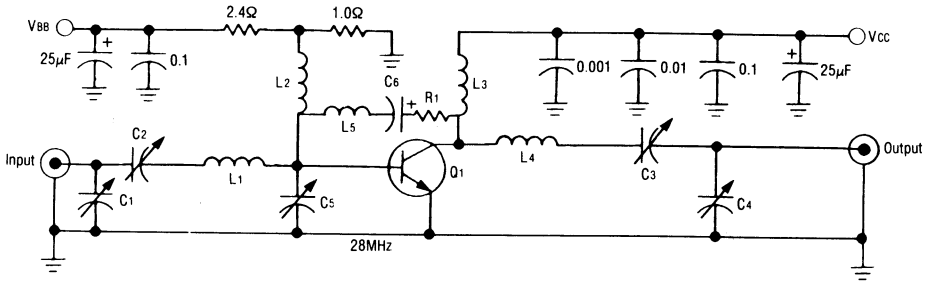 2.4Ω
1.0Ω
VBB
VCC
+
25μF
0.1
L2
C6
+
R1
L3
0.001
0.01
0.1
+
25μF
L5
C2
Input
L1
Q1
L4
C3
Output
C1
C5
C4
28MHz